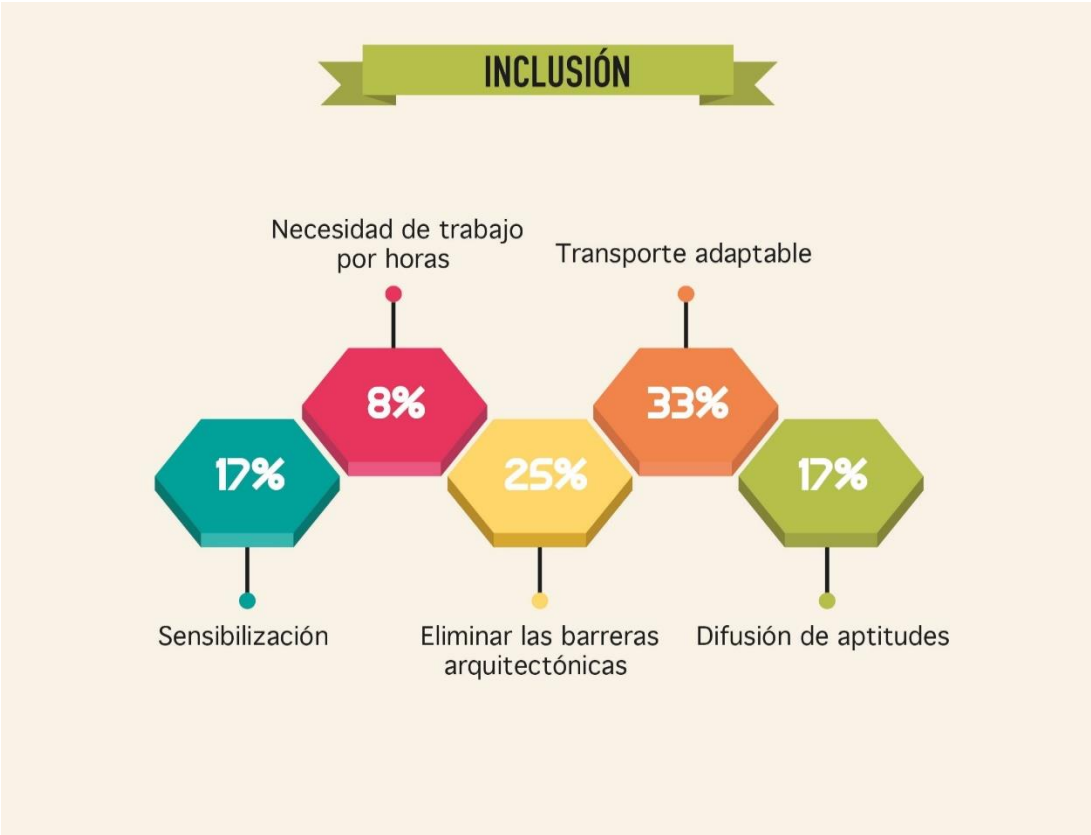 INCLUSIÓN
Necesidad de trabajo
por horas
Transporte adaptable
8%
33%
17%
25%
17%
Sensibilización
Eliminar las barreras
arquitectónicas
Difusión de aptitudes